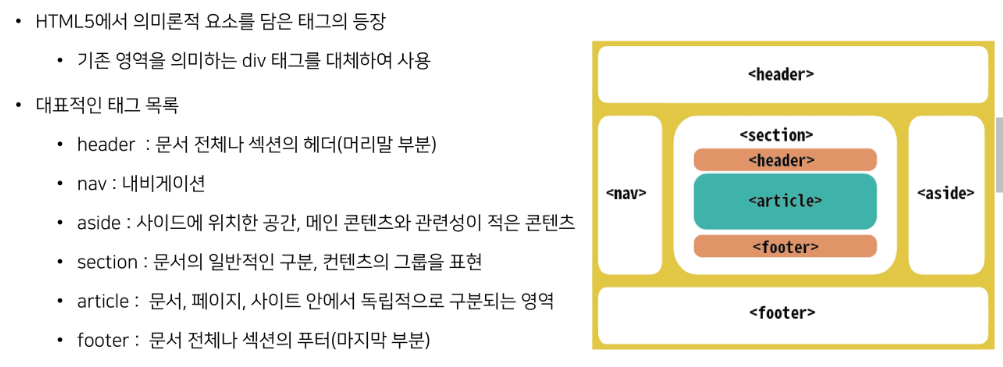 • HTML5에서 의미론적 요소를 담은 태그의 등장
• 기존 영역을 의미하는 div 태그를 대체하여 사용
• 대표적인 태그 목록
• header : 문서 전체나 섹션의 헤더(머리말 부분)
• nav : 내비게이션
• aside : 사이드에 위치한 공간, 메인 콘텐츠와 관련성이 적은 콘텐츠
• section : 문서의 일반적인 구분, 컨텐츠의 그룹을 표현
• article : 문서, 페이지, 사이트 안에서 독립적으로 구분되는 영역
• footer : 문서 전체나 섹션의 푸터(마지막 부분)
<header>
<nav>
<section>
<header>
<article>
<footer>
<aside>
<footer>